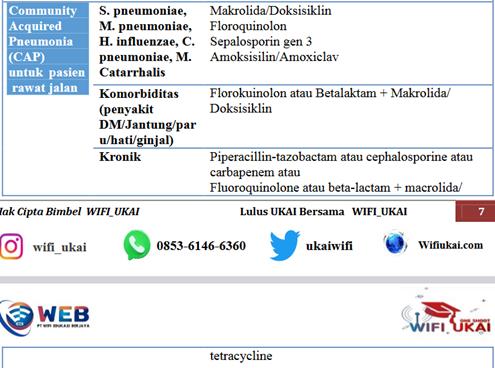 Community
Acquired
Pneumonia
(CAP)
untuk pasien
rawat jalan
S. pneumoniae,
M. pneumoniae,
H. influenzae, C.
pneumoniae, M.
Catarrhalis
Makrolida/Doksisiklin
Floroquinolon
Sepalosporin gen 3
Amoksisilin/Amoxiclav
Komorbiditas
(penyakit
DM/Jantung/par
u/hati/ginjal)
Florokuinolon atau Betalaktam + Makrolida/
Doksisiklin
Kronik
Piperacillin-tazobactam atau cephalosporine atau
carbapenem atau
Fluoroquinolone atau beta-lactam + macrolida/
Hak Cipta Bimbel WIFI_UKAI
Lulus UKAI Bersama WIFI_UKAI
7
wifi_ukai
0853-6146-6360
ukaiwifi
Wifiukai.com
WEB
PT WIFI EDUKASI BERJAYA
ONE SHOOT
WIFI_UKAI
tetracycline